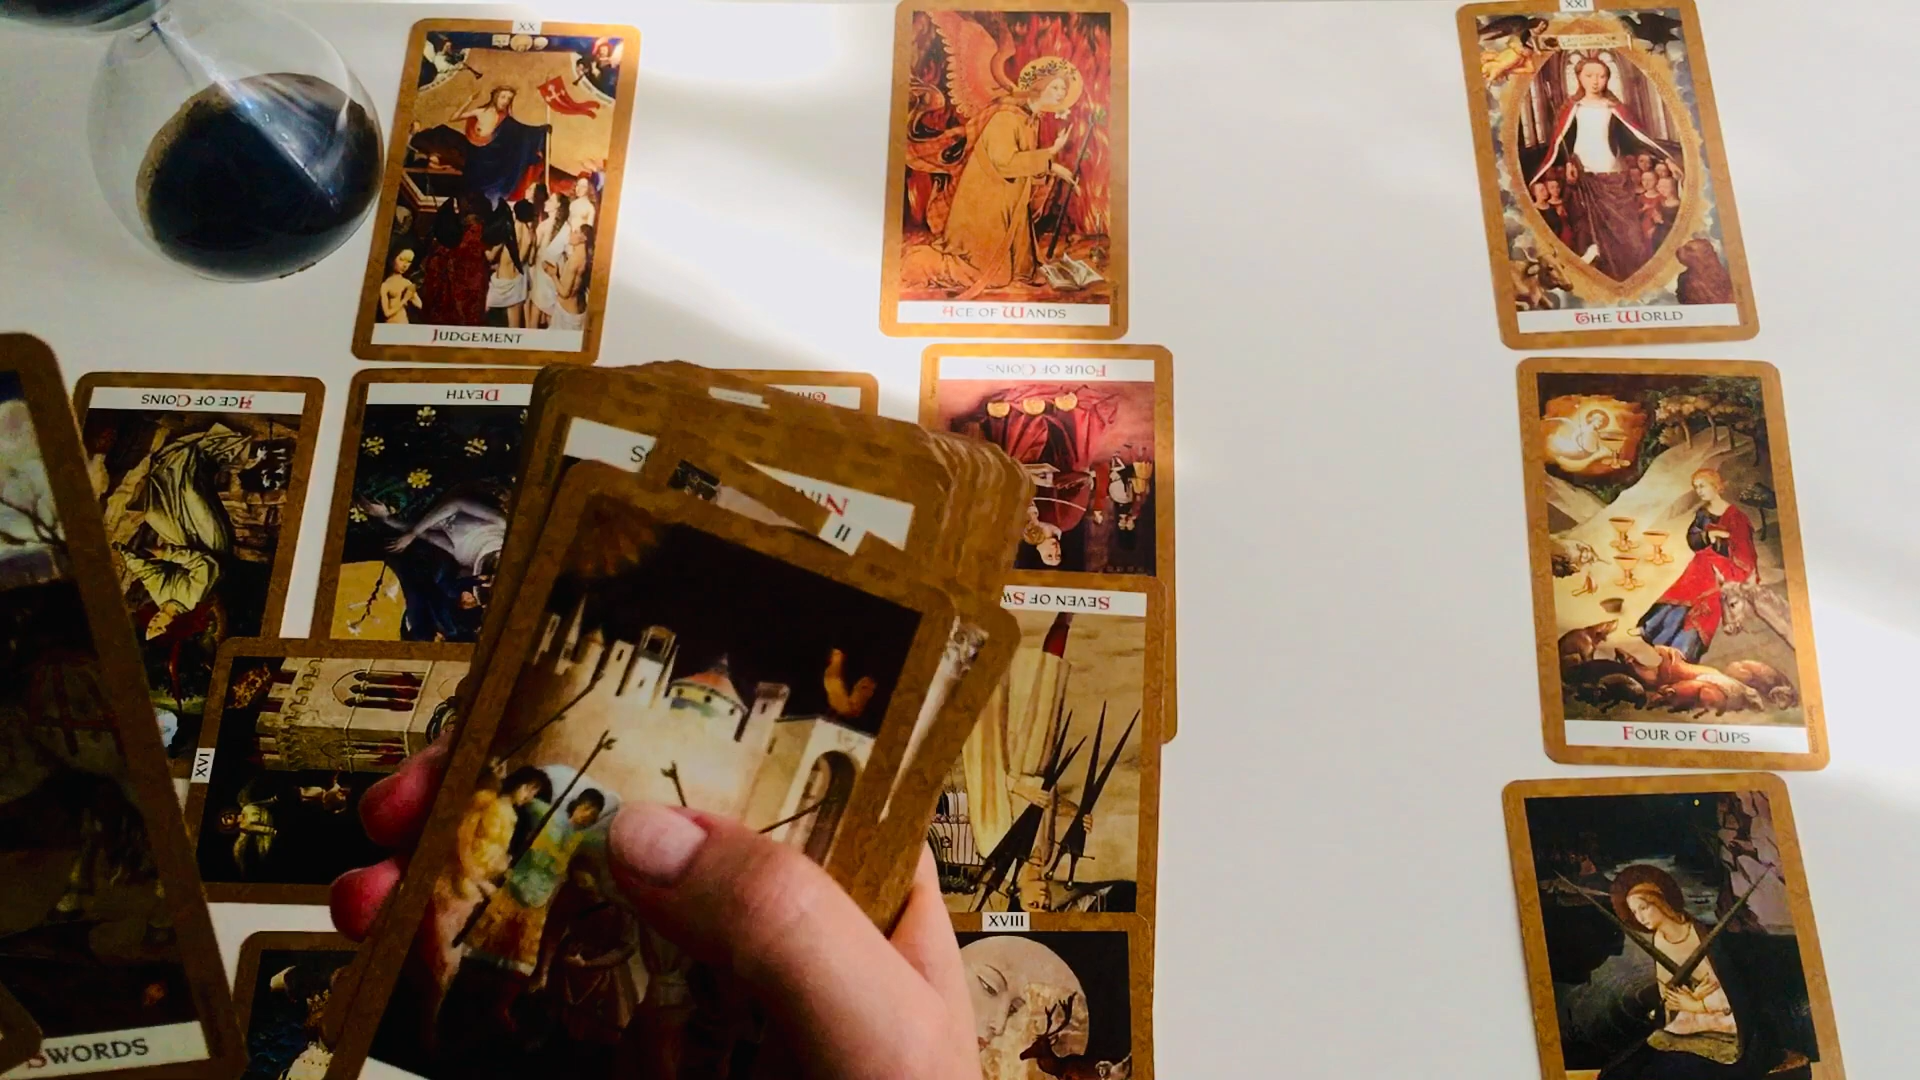 XX
JUDGEMENT
ACE OF WANDS
XXI
THE WORLD
ACE OF COINS
DEATH
FOUR OF COINS
II
SEVEN OF SW
XVI
FOUR OF CUPS
XVIII
SWORDS